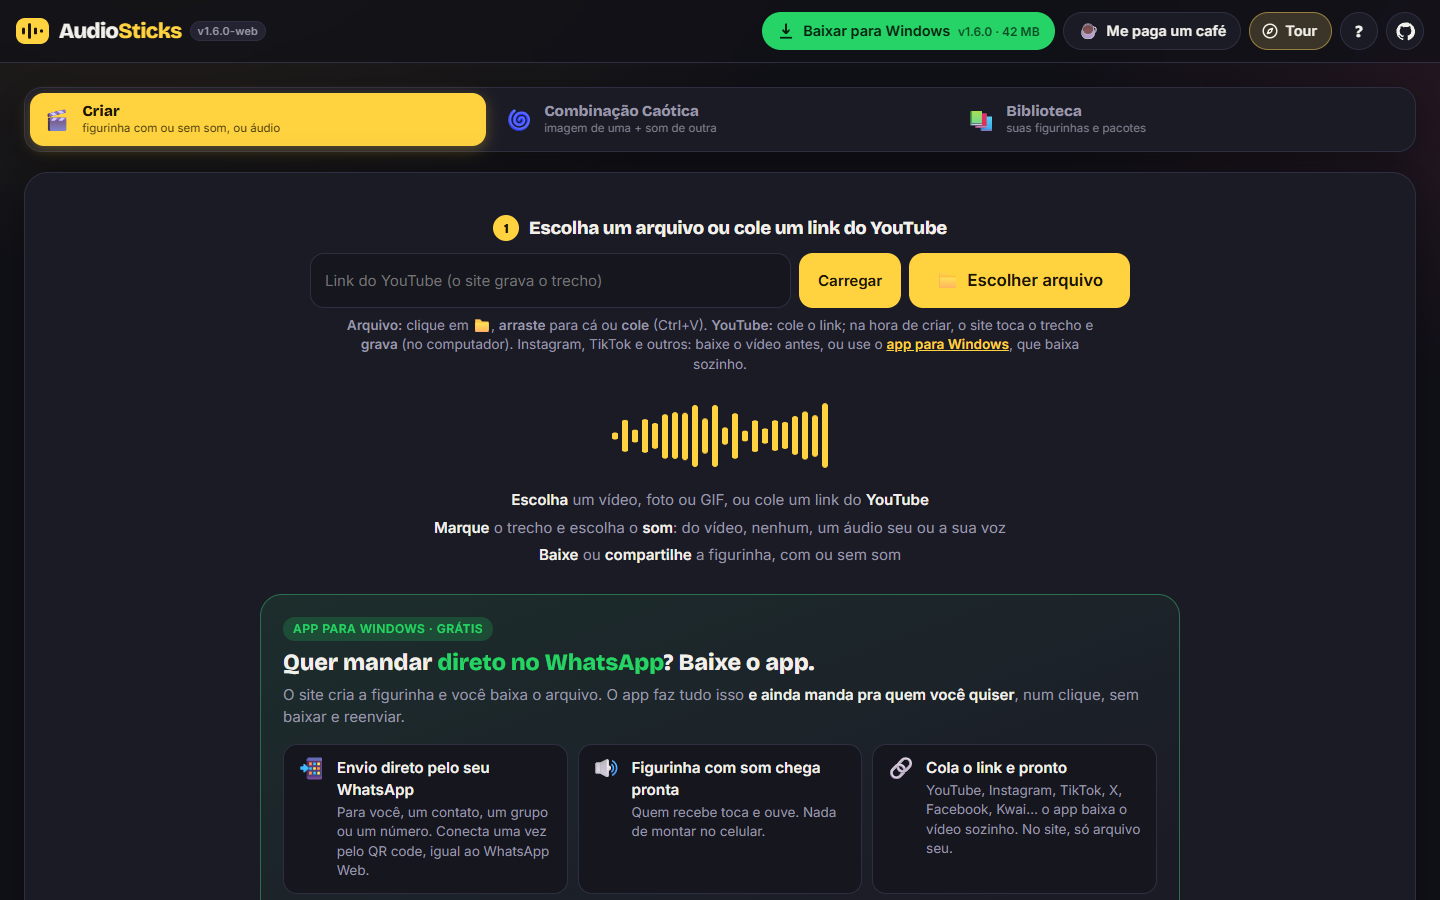 AudioSticks v1.6.0-web
Baixar para Windows v1.6.0 · 42 MB
Me paga um café
Tour
?
Criar
figurinha com ou sem som, ou áudio
Combinação Caótica
imagem de uma + som de outra
Biblioteca
suas figurinhas e pacotes
1 Escolha um arquivo ou cole um link do YouTube
Link do YouTube (o site grava o trecho)
Carregar
Escolher arquivo
Arquivo: clique em 📁, arraste para cá ou cole (Ctrl+V). YouTube: cole o link; na hora de criar, o site toca o trecho e
grava (no computador). Instagram, TikTok e outros: baixe o vídeo antes, ou use o app para Windows, que baixa
sozinho.
Escolha um vídeo, foto ou GIF, ou cole um link do YouTube
Marque o trecho e escolha o som: do vídeo, nenhum, um áudio seu ou a sua voz
Baixe ou compartilhe a figurinha, com ou sem som
APP PARA WINDOWS · GRÁTIS
Quer mandar direto no WhatsApp? Baixe o app.
O site cria a figurinha e você baixa o arquivo. O app faz tudo isso e ainda manda pra quem você quiser, num clique, sem
baixar e reenviar.
Envio direto pelo seu
WhatsApp
Para você, um contato, um grupo
ou um número. Conecta uma vez
pelo QR code, igual ao WhatsApp
Web.
Figurinha com som chega
pronta
Quem recebe toca e ouve. Nada
de montar no celular.
Cola o link e pronto
YouTube, Instagram, TikTok, X,
Facebook, Kwai... o app baixa o
vídeo sozinho. No site, só arquivo
seu.